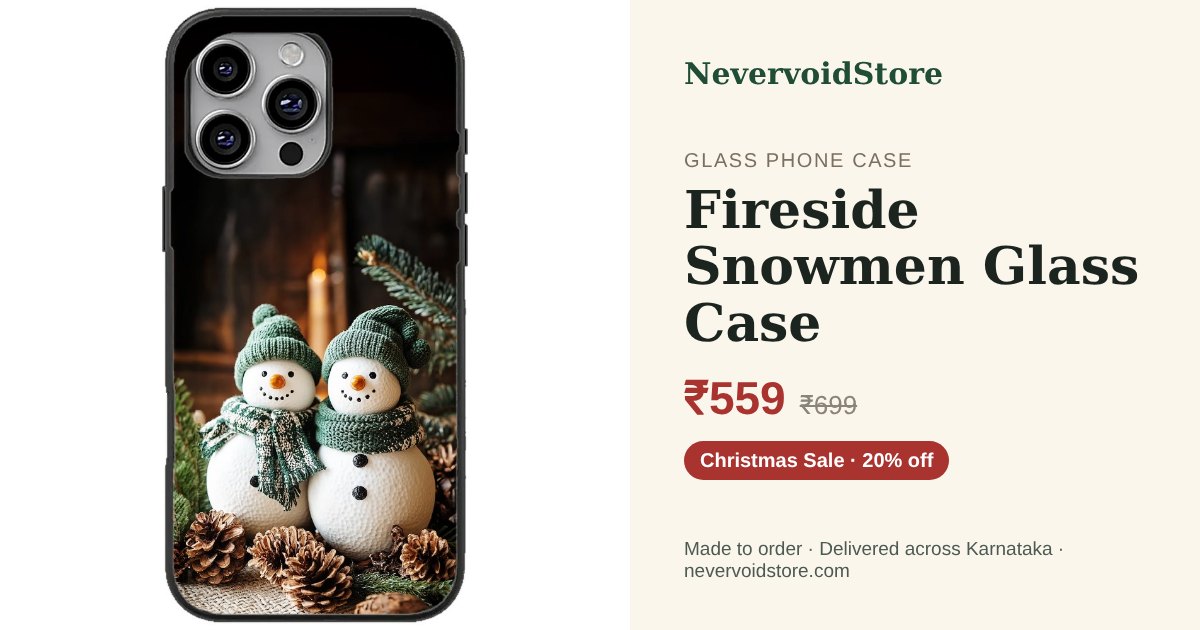 NevervoidStore
GLASS PHONE CASE
Fireside
Snowmen Glass
Case
₹559 ₹699
Christmas Sale · 20% off
Made to order · Delivered across Karnataka ·
nevervoidstore.com